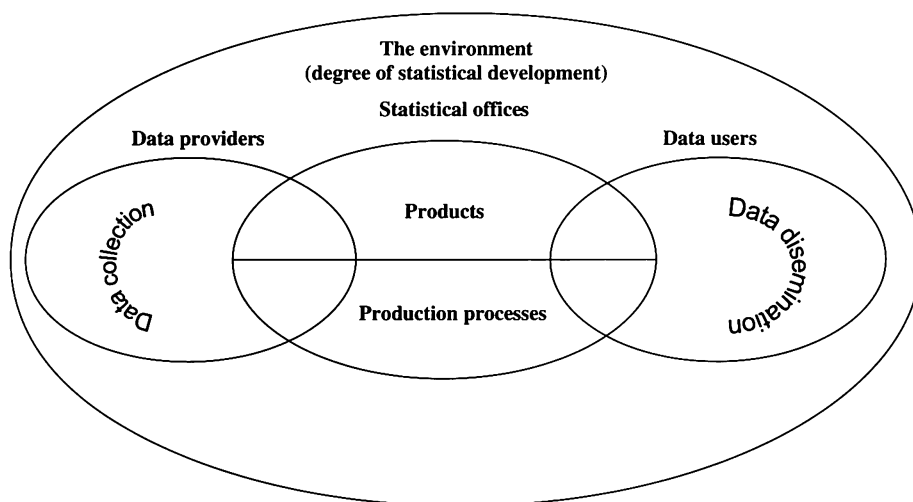 The environment
(degree of statistical development)
Statistical offices
Data providers
Data users
Data collection
Products
Data disemination
Production processes